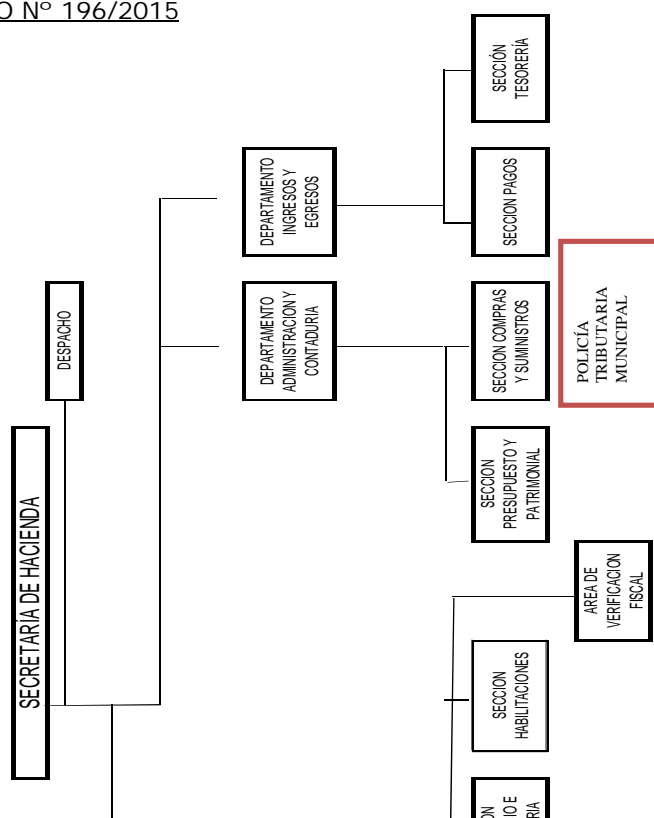 O Nº 196/2015
SECRETARÍA DE HACIENDA
DESPACHO
DEPARTAMENTO
INGRESOS Y
EGRESOS
DEPARTAMENTO
ADMINISTRACION Y
CONTADURIA
SECCIÓN
TESORERÍA
SECCION PAGOS
SECCION COMPRAS
Y SUMINISTROS
SECCION
PRESUPUESTO Y
PATRIMONIAL
POLICÍA
TRIBUTARIA
MUNICIPAL
AREA DE
VERIFICACION
FISCAL
SECCION
HABILITACIONES